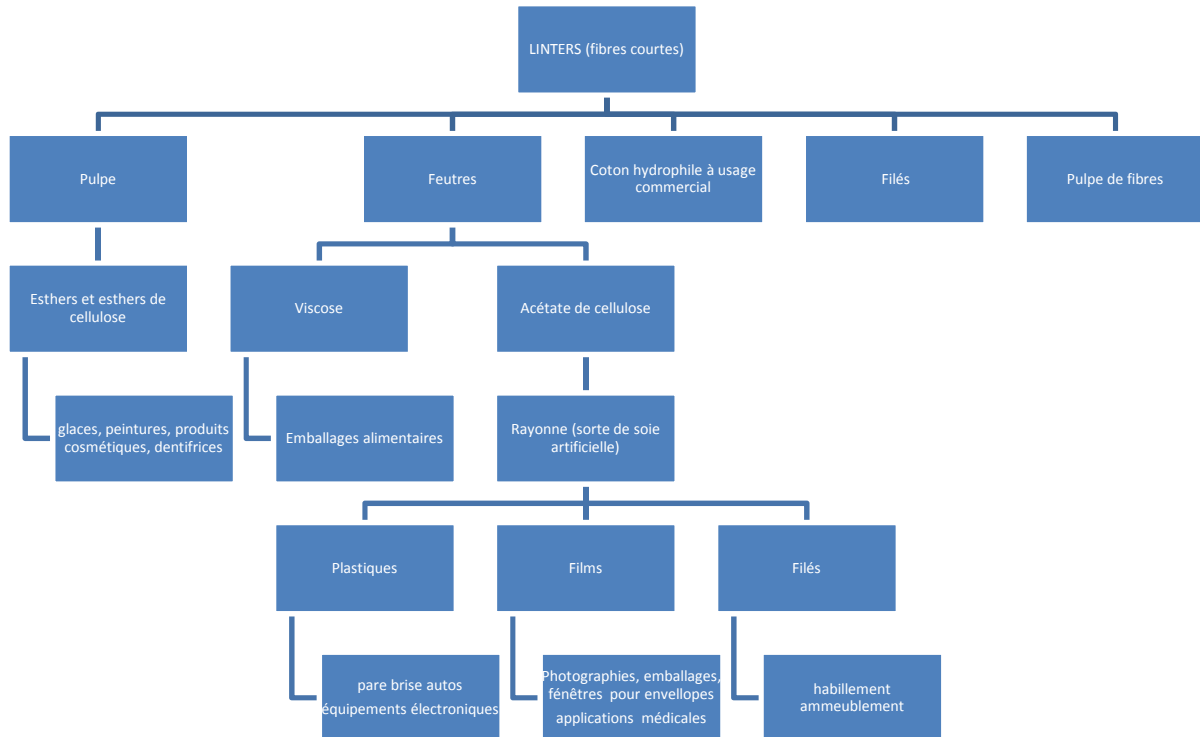 LINTERS (fibres courtes)
Pulpe
Feutres
Coton hydrophile à usage
commercial
Filés
Pulpe de fibres
Esthers et esthers de
cellulose
Viscose
Acétate de cellulose
glaces, peintures, produits
cosmétiques, dentifrices
Emballages alimentaires
Rayonne (sorte de soie
artificielle)
Plastiques
Films
Filés
pare brise autos
équipements électroniques
Photographies, emballages,
fénêtres pour envellopes
applications médicales
habillement
ammeublement